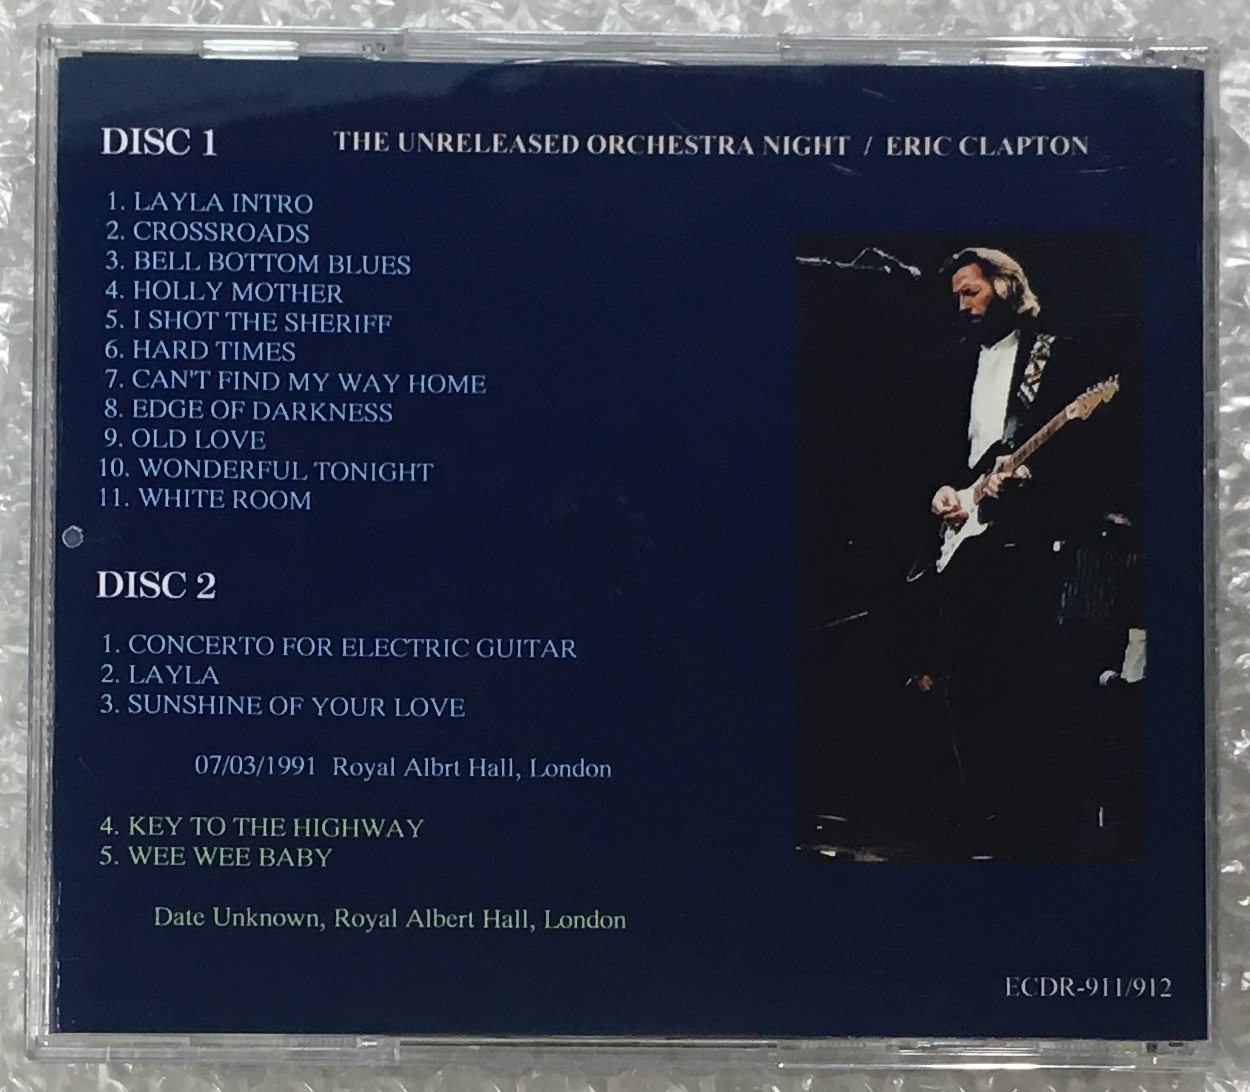 DISC 1
THE UNRELEASED ORCHESTRA NIGHT / ERIC CLAPTON
1. LAYLA INTRO
2. CROSSROADS
3. BELL BOTTOM BLUES
4. HOLLY MOTHER
5. I SHOT THE SHERIFF
6. HARD TIMES
7. CAN'T FIND MY WAY HOME
8. EDGE OF DARKNESS
9. OLD LOVE
10. WONDERFUL TONIGHT
11. WHITE ROOM
DISC 2
1. CONCERTO FOR ELECTRIC GUITAR
2. LAYLA
3. SUNSHINE OF YOUR LOVE
07/03/1991 Royal Albrt Hall, London
4. KEY TO THE HIGHWAY
5. WEE WEE BABY
Date Unknown, Royal Albert Hall, London
ECDR-911/912